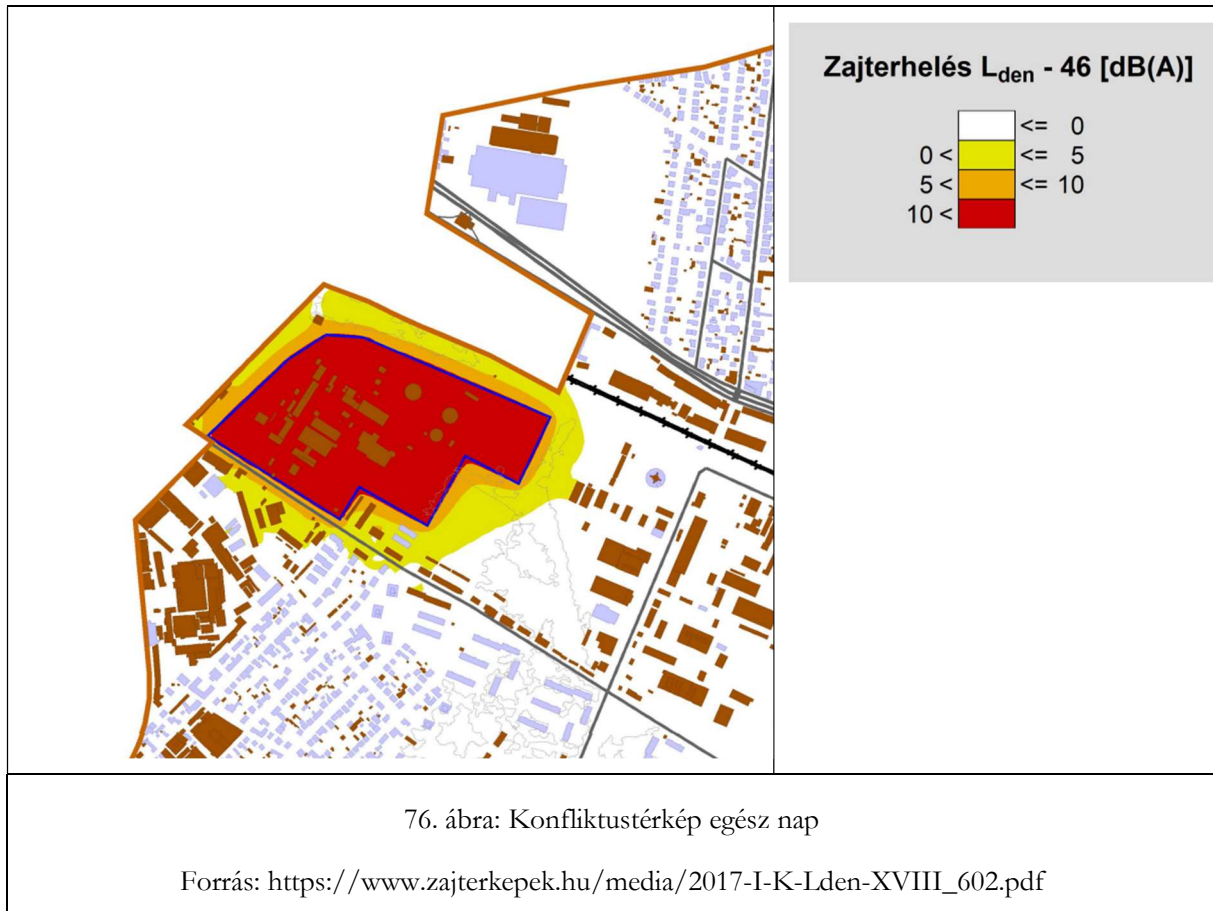 Zajterhelés Lden - 46 [dB(A)]
<= 0
0 < <= 5
5 < <= 10
10 <
76. ábra: Konfliktustérkép egész nap
Forrás: https://www.zajterkepek.hu/media/2017-I-K-Lden-XVIII_602.pdf